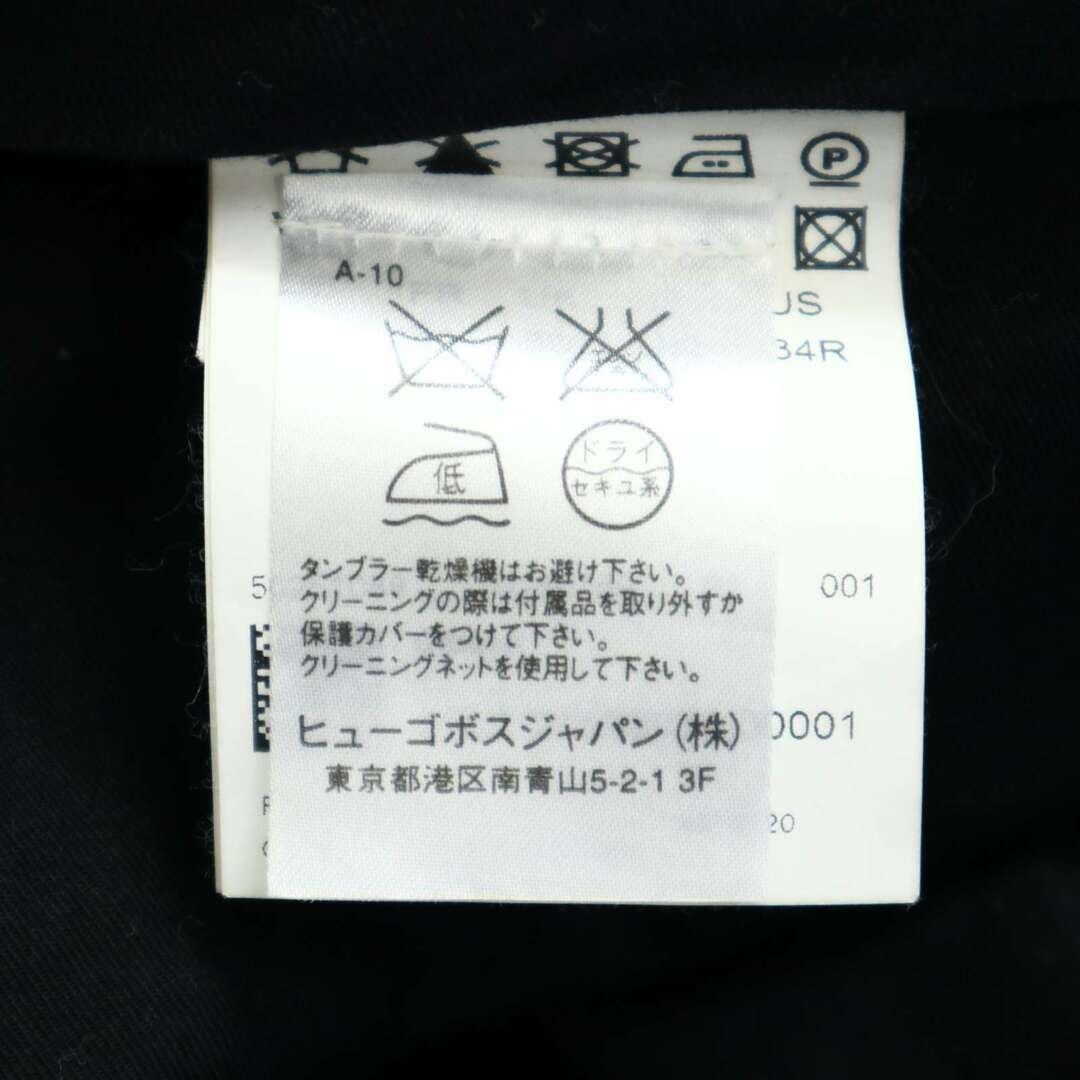 P
A-10
US
34R
エンソ
低
ドライ
セキユ系
タンブラー乾燥機はお避け下さい。
001
クリーニングの際は付属品を取り外すか
保護カバーをつけて下さい。
クリーニングネットを使用して下さい。
ヒューゴボスジャパン(株)
0001
東京都港区南青山5-2-1 3F
20